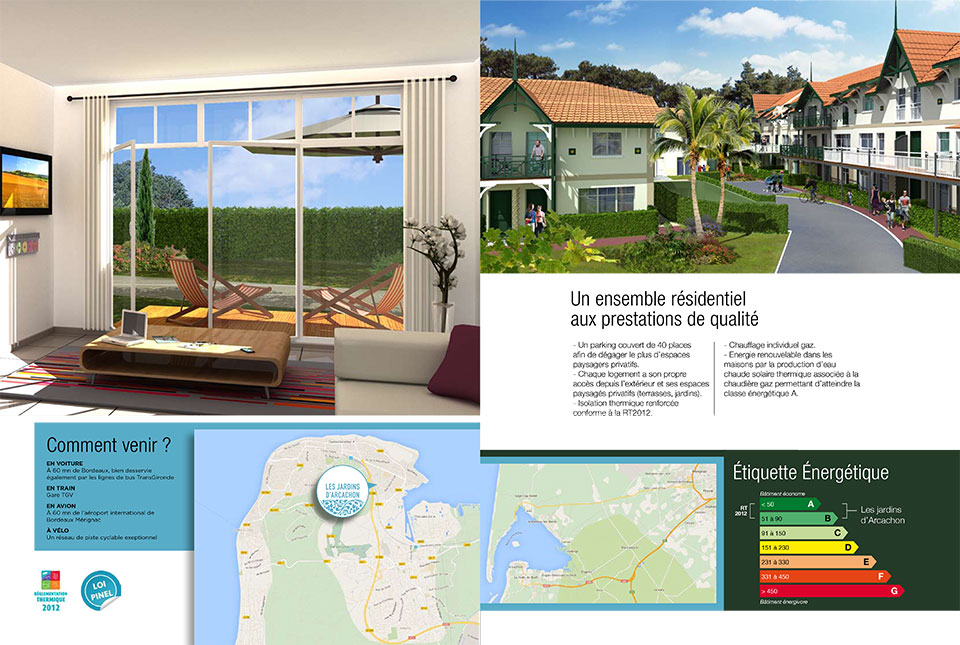 Comment venir ?
EN VOITURE
À 60 mn de Bordeaux, bien desservie
également par les lignes de bus TransGironde
EN TRAIN
Gare TGV
EN AVION
A 60 mn de l'aéroport international de
Bordeaux Mérignac
À VÉLO
Un réseau de piste cyclable exeptionnel
RÉGLEMENTATION
THERMIQUE
2012
LOI
PINEL
LES JARDINS
D'ARCACHON
Un ensemble résidentiel
aux prestations de qualité
- Un parking couvert de 40 places
afin de dégager le plus d'espaces
paysagers privatifs.
- Chaque logement a son propre
accès depuis l'extérieur et ses espaces
paysagés privatifs (terrasses, jardins).
- Isolation thermique renforcée
conforme à la RT2012.
- Chauffage individuel gaz.
- Energie renouvelable dans les
maisons par la production d'eau
chaude solaire thermique associée à la
chaudière gaz permettant d'atteindre la
classe énergétique A.
Étiquette Énergétique
Bâtiment économe
RT
2012
< 50 A
51 à 90 B
91 à 150 C
151 à 230 D
231 à 330 E
331 à 450 F
> 450 G
Bâtiment énergivore
Les jardins
d'Arcachon